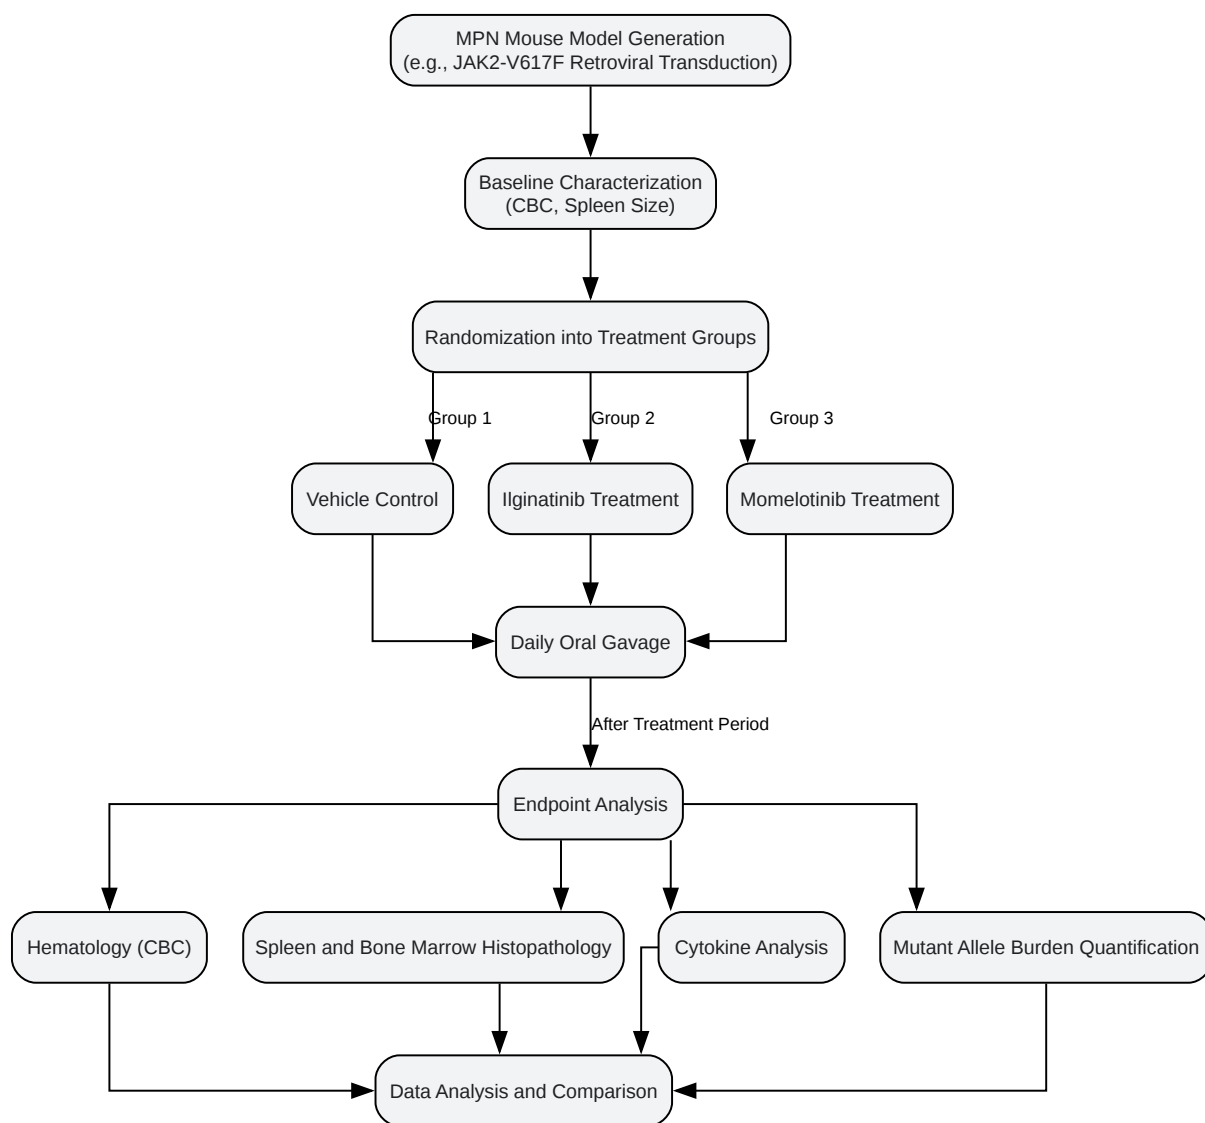 MPN Mouse Model Generation
(e.g., JAK2-V617F Retroviral Transduction)
Baseline Characterization
(CBC, Spleen Size)
Randomization into Treatment Groups
Group 1
Group 2
Group 3
Vehicle Control
Ilginatinib Treatment
Momelotinib Treatment
Daily Oral Gavage
After Treatment Period
Endpoint Analysis
Hematology (CBC)
Spleen and Bone Marrow Histopathology
Cytokine Analysis
Mutant Allele Burden Quantification
Data Analysis and Comparison